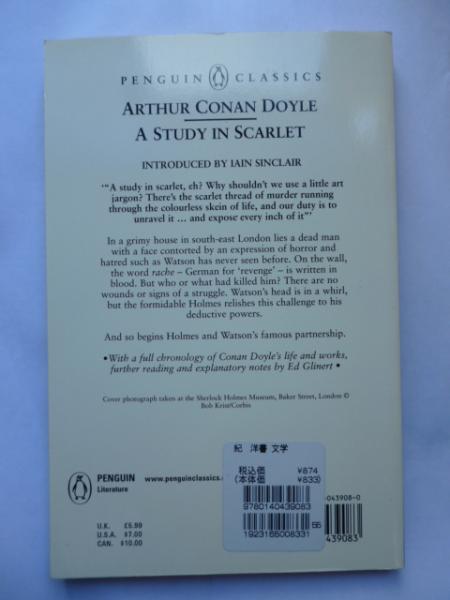 PENGUIN CLASSICS
ARTHUR CONAN DOYLE
A STUDY IN SCARLET
INTRODUCED BY IAIN SINCLAIR
'"A study in scarlet, eh? Why shouldn't we use a little art
jargon? There's the scarlet thread of murder running
through the colourless skein of life, and our duty is to
unravel it ... and expose every inch of it"'
In a grimy house in south-east London lies a dead man
with a face contorted by an expression of horror and
hatred such as Watson has never seen before. On the wall,
the word rache – German for 'revenge' – is written in
blood. But who or what had killed him? There are no
wounds or signs of a struggle. Watson's head is in a whirl,
but the formidable Holmes relishes this challenge to his
deductive powers.
And so begins Holmes and Watson's famous partnership.
• With a full chronology of Conan Doyle's life and works,
further reading and explanatory notes by Ed Glinert •
Cover photograph taken at the Sherlock Holmes Museum, Baker Street, London ©
Bob Krist/Corbis
紀 洋書 文学
税込価 ¥874
(本体価 ¥833)
9780140439083
1923166008331
PENGUIN
Literature
www.penguinclassics.
-043908-0
439083
U.K. £5.99
U.S.A. $7.00
CAN. $10.00